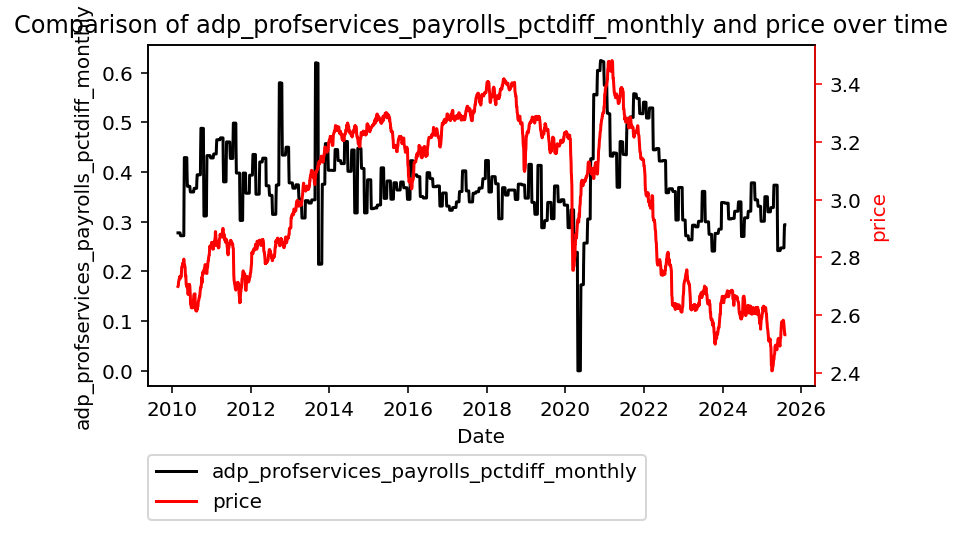 Comparison of adp_profservices_payrolls_pctdiff_monthly and price over time
adp_profservices_payrolls_pctdiff_monthly
0.6
0.5
0.4
0.3
0.2
0.1
0.0
3.4
3.2
3.0
2.8
2.6
2.4
price
2010 2012 2014 2016 2018 2020 2022 2024 2026
Date
adp_profservices_payrolls_pctdiff_monthly
price